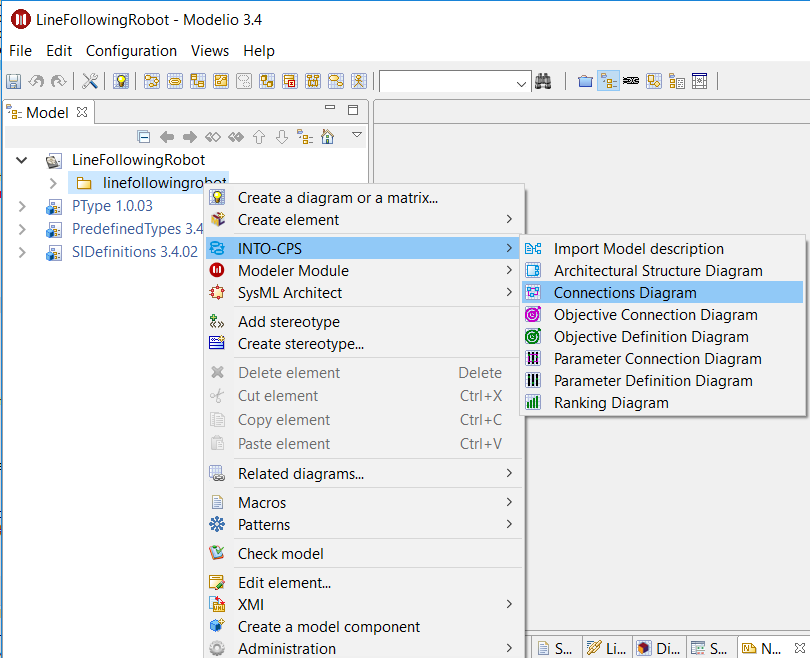 LineFollowingRobot - Modelio 3.4
File Edit Configuration Views Help
Model
LineFollowingRobot
linefollowingrobot
PType 1.0.03
PredefinedTypes 3.4
SIDefinitions 3.4.02
Create a diagram or a matrix...
Create element
INTO-CPS
Modeler Module
SysML Architect
Add stereotype
Create stereotype...
Delete element Delete
Cut element Ctrl+X
Copy element Ctrl+C
Paste element Ctrl+V
Related diagrams...
Macros
Patterns
Check model
Edit element...
XMI
Create a model component
Administration
Import Model description
Architectural Structure Diagram
Connections Diagram
Objective Connection Diagram
Objective Definition Diagram
Parameter Connection Diagram
Parameter Definition Diagram
Ranking Diagram
S... Li... Di... S... N...